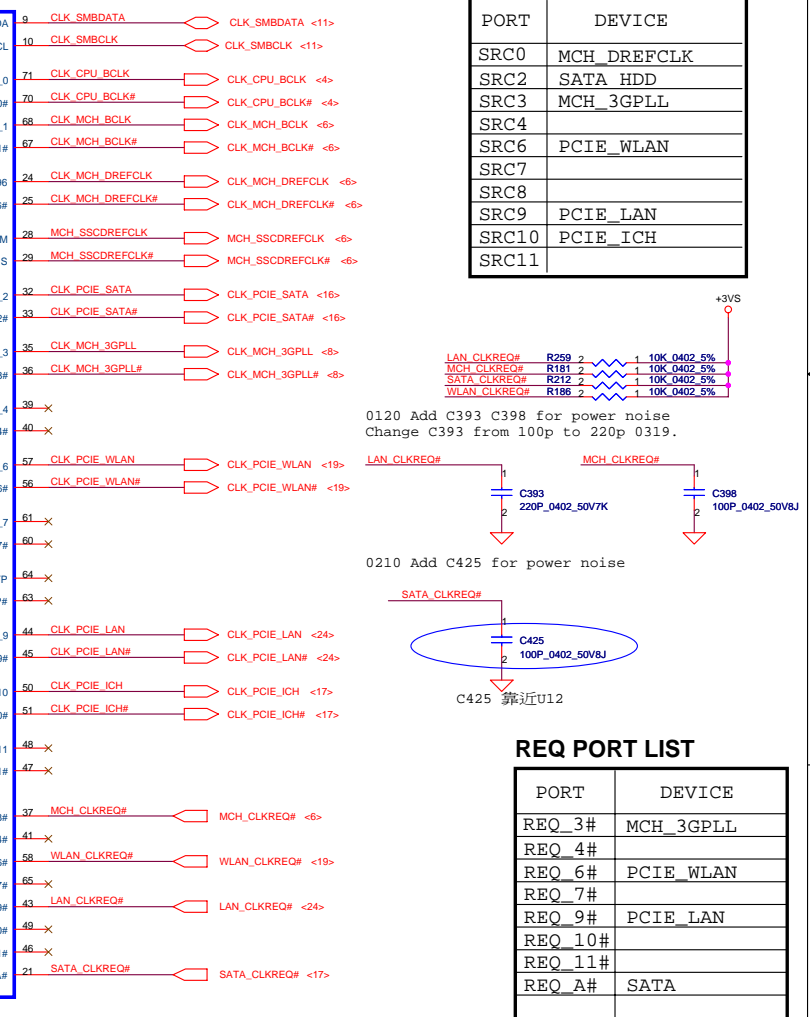 9 CLK_SMBDATA CLK_SMBDATA <11>
10 CLK_SMBCLK CLK_SMBCLK <11>
71 CLK_CPU_BCLK CLK_CPU_BCLK <4>
70 CLK_CPU_BCLK# CLK_CPU_BCLK# <4>
68 CLK_MCH_BCLK CLK_MCH_BCLK <6>
67 CLK_MCH_BCLK# CLK_MCH_BCLK# <6>
24 CLK_MCH_DREFCLK CLK_MCH_DREFCLK <6>
25 CLK_MCH_DREFCLK# CLK_MCH_DREFCLK# <6>
28 MCH_SSCDREFCLK MCH_SSCDREFCLK <6>
29 MCH_SSCDREFCLK# MCH_SSCDREFCLK# <6>
32 CLK_PCIE_SATA CLK_PCIE_SATA <16>
33 CLK_PCIE_SATA# CLK_PCIE_SATA# <16>
35 CLK_MCH_3GPLL CLK_MCH_3GPLL <8>
36 CLK_MCH_3GPLL# CLK_MCH_3GPLL# <8>
39
40
57 CLK_PCIE_WLAN CLK_PCIE_WLAN <19>
56 CLK_PCIE_WLAN# CLK_PCIE_WLAN# <19>
61
60
64
63
44 CLK_PCIE_LAN CLK_PCIE_LAN <24>
45 CLK_PCIE_LAN# CLK_PCIE_LAN# <24>
50 CLK_PCIE_ICH CLK_PCIE_ICH <17>
51 CLK_PCIE_ICH# CLK_PCIE_ICH# <17>
48
47
37 MCH_CLKREQ# MCH_CLKREQ# <6>
41
58 WLAN_CLKREQ# WLAN_CLKREQ# <19>
65
43 LAN_CLKREQ# LAN_CLKREQ# <24>
49
46
21 SATA_CLKREQ# SATA_CLKREQ# <17>
PORT DEVICE
SRC0 MCH_DREFCLK
SRC2 SATA HDD
SRC3 MCH_3GPLL
SRC4
SRC6 PCIE_WLAN
SRC7
SRC8
SRC9 PCIE_LAN
SRC10 PCIE_ICH
SRC11
+3VS
LAN_CLKREQ# R259 2 1 10K_0402_5%
MCH_CLKREQ# R181 2 1 10K_0402_5%
SATA_CLKREQ# R212 2 1 10K_0402_5%
WLAN_CLKREQ# R186 2 1 10K_0402_5%
0120 Add C393 C398 for power noise
Change C393 from 100p to 220p 0319.
LAN_CLKREQ# MCH_CLKREQ#
1 1
C393 C398
220P_0402_50V7K 100P_0402_50V8J
2 2
0210 Add C425 for power noise
SATA_CLKREQ#
1
C425
100P_0402_50V8J
2
C425 靠近U12
REQ PORT LIST
PORT DEVICE
REQ_3# MCH_3GPLL
REQ_4#
REQ_6# PCIE_WLAN
REQ_7#
REQ_9# PCIE_LAN
REQ_10#
REQ_11#
REQ_A# SATA